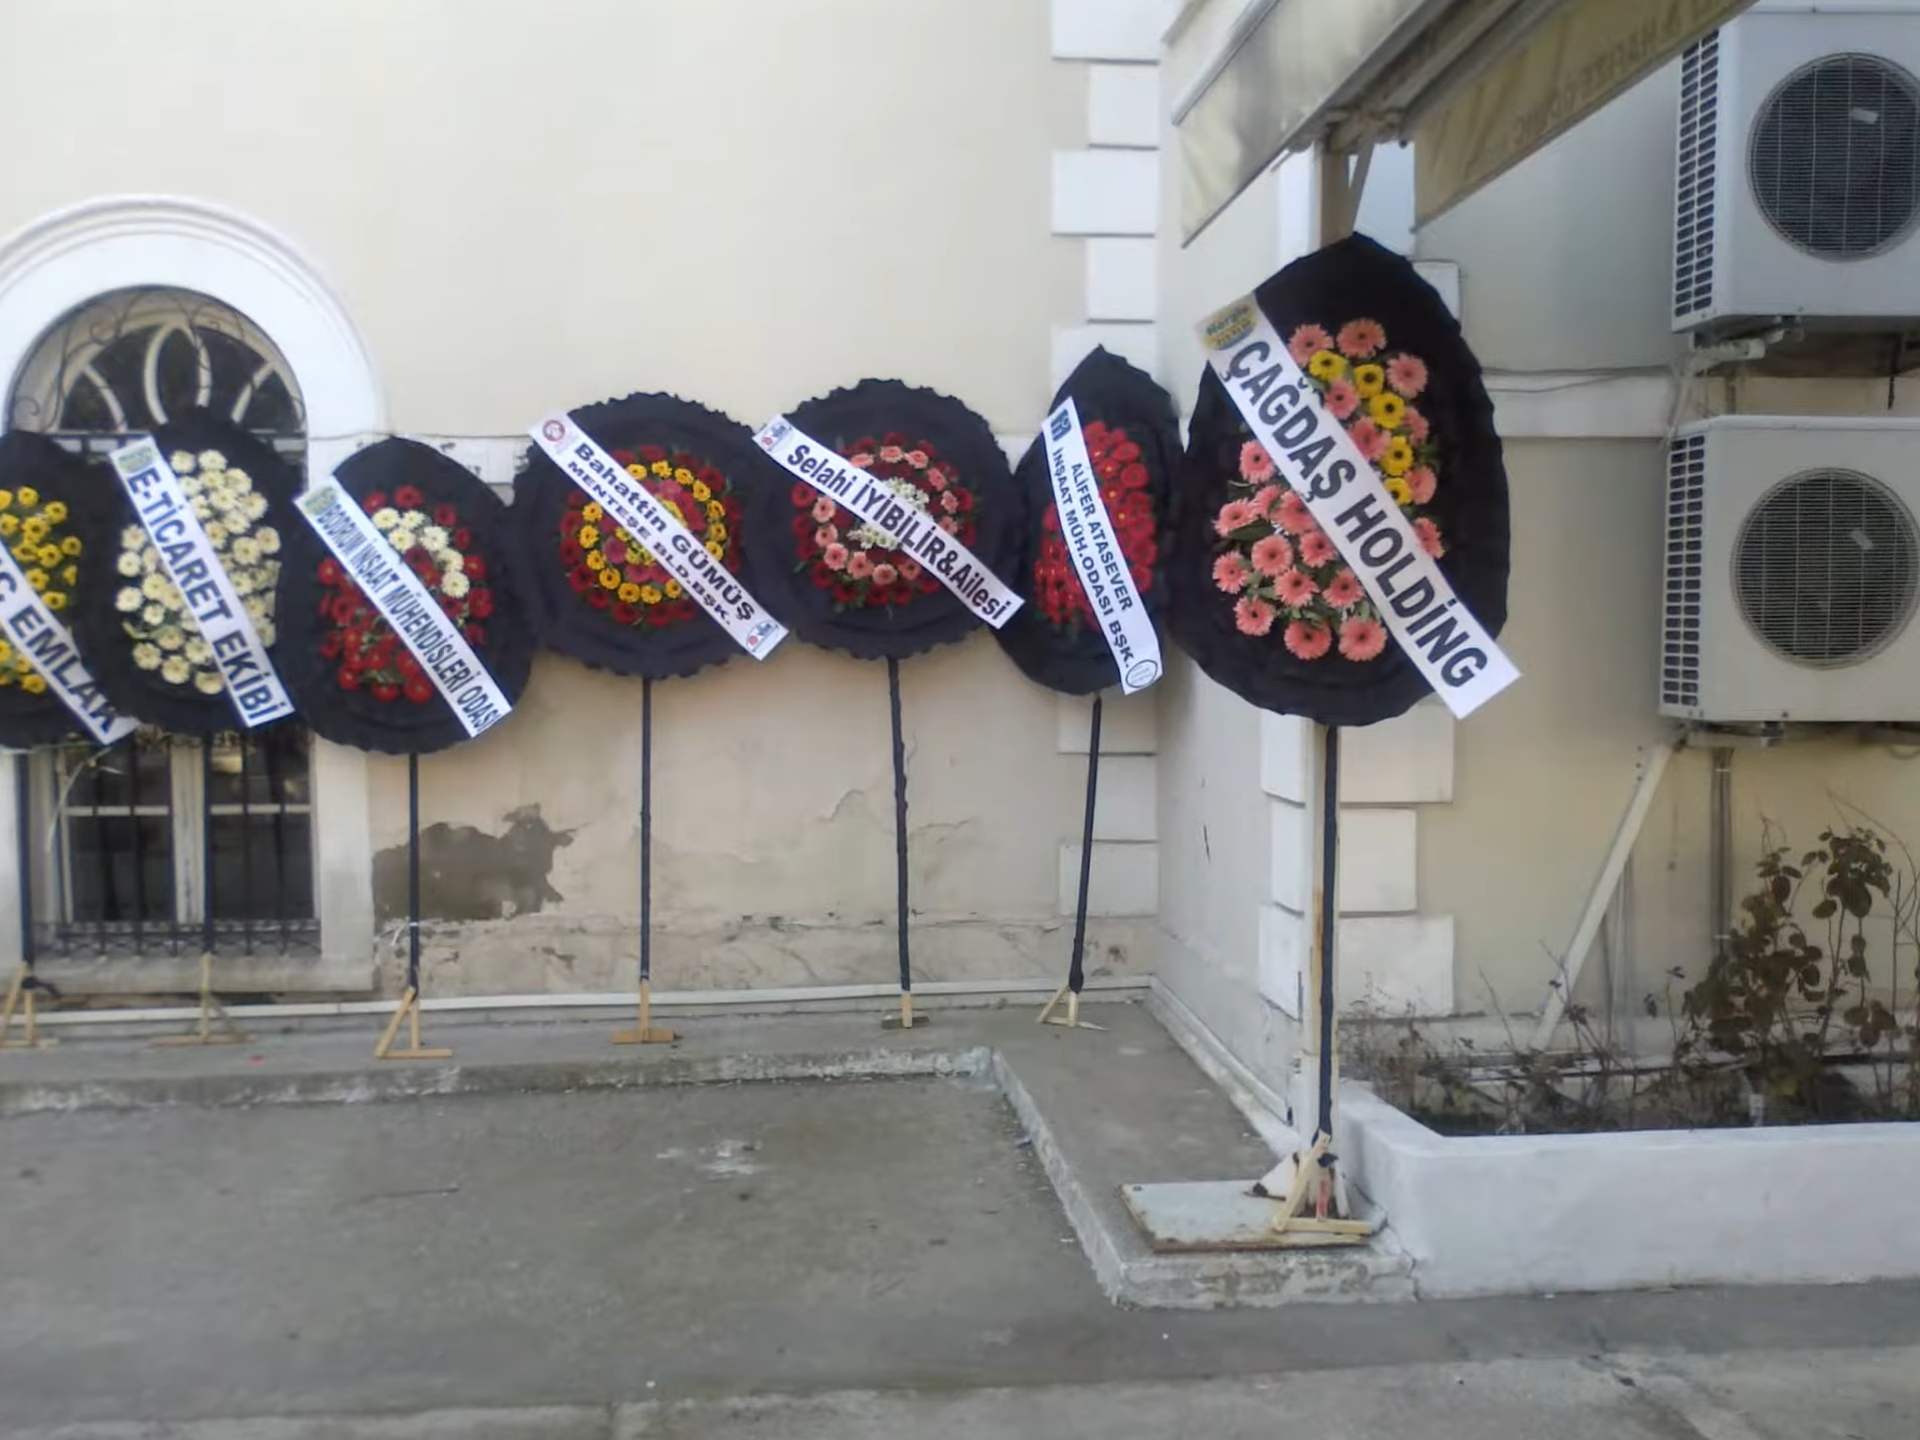 EMLAK
E-TİCARET EKİBİ
BODRUM İNŞAAT MÜHENDİSLERİ ODASI
Bahattin GÜMÜŞ
MENTEŞE BLD.BŞK.
Selahi İYİBİLİR&Ailesi
ALİFER ATASEVER
İNŞAAT MÜH.ODASI BŞK.
ÇAĞDAŞ HOLDİNG